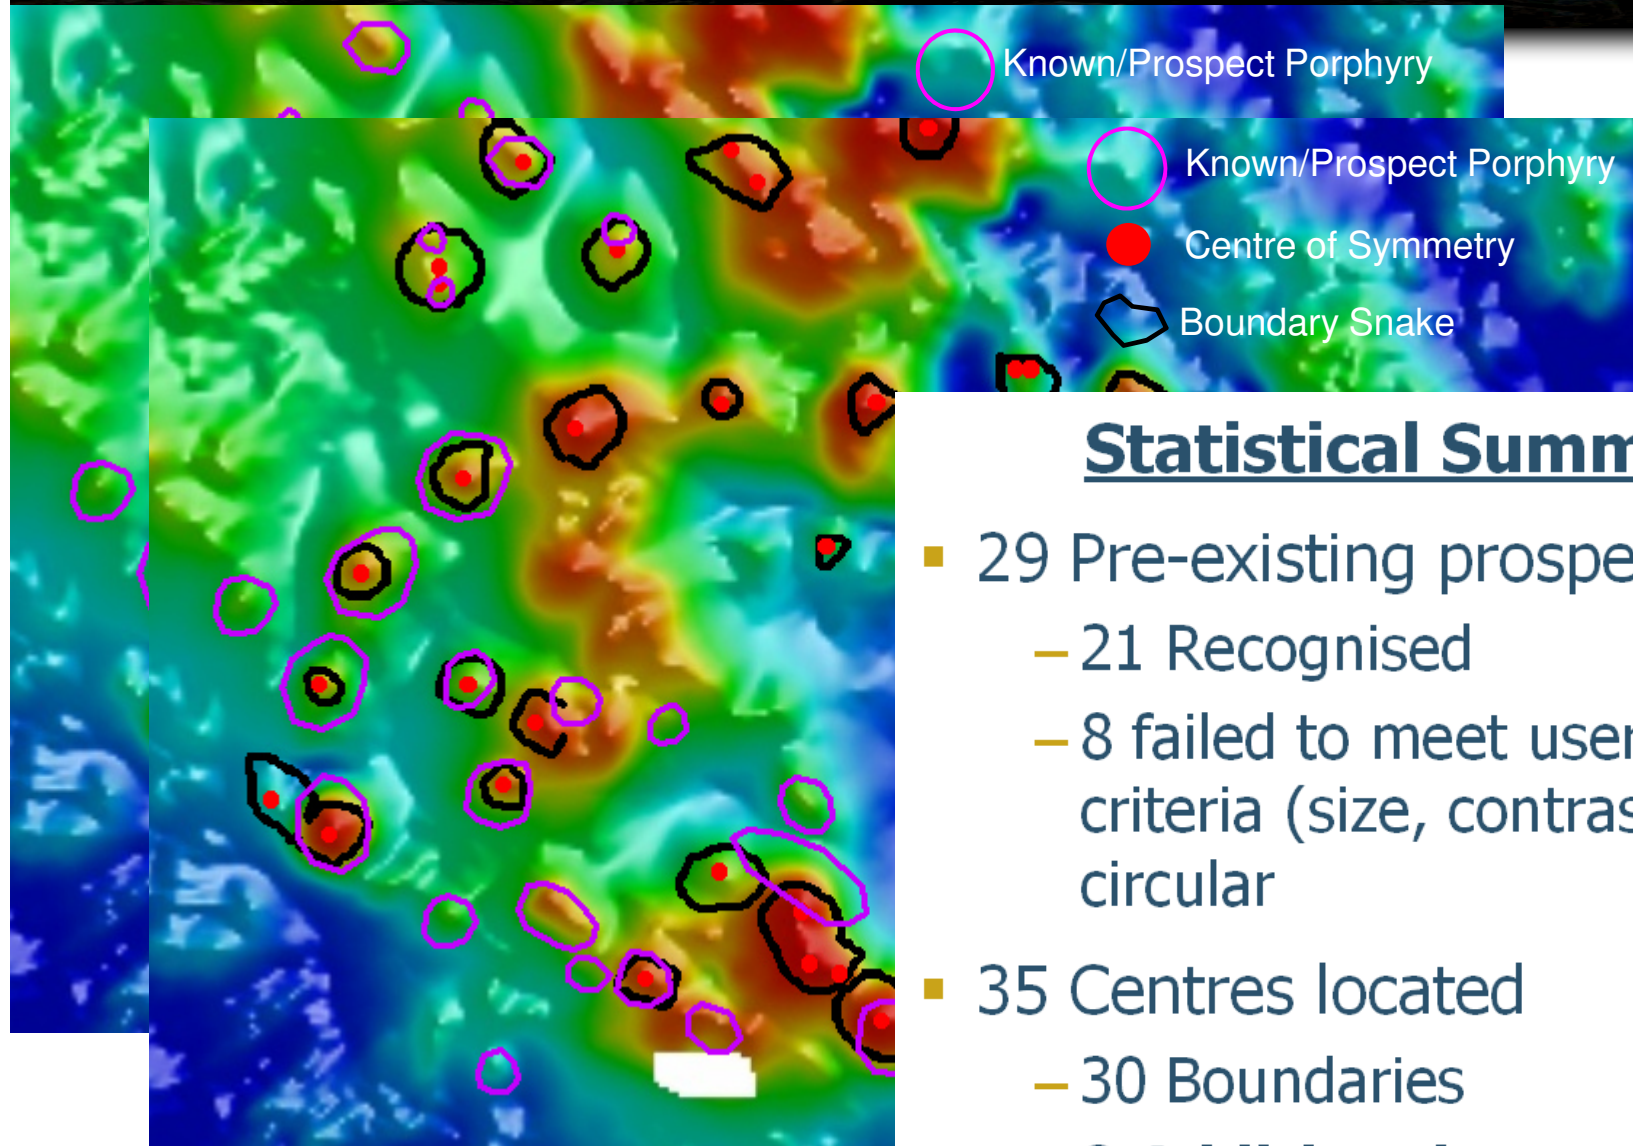 Known/Prospect Porphyry
Known/Prospect Porphyry
Centre of Symmetry
Boundary Snake
Statistical Summ
29 Pre-existing prospe
– 21 Recognised
– 8 failed to meet user
criteria (size, contras
circular
35 Centres located
– 30 Boundaries